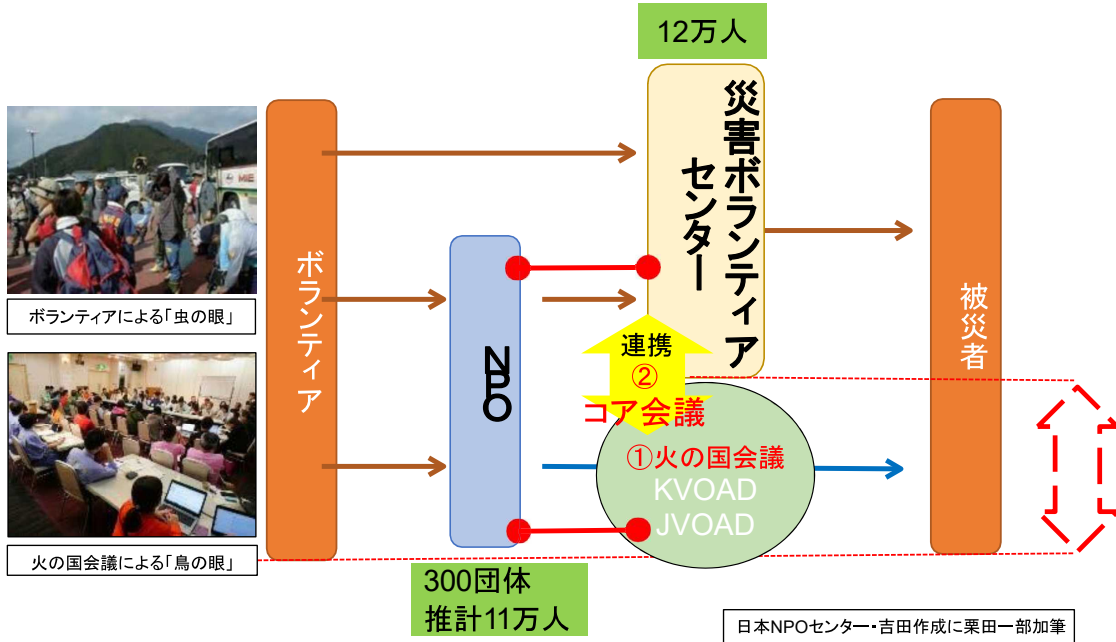 12万人
災害ボランティア
センター
ボランティア
NPO
被災者
連携
②
コア会議
①火の国会議
KVOAD
JVOAD
ボランティアによる「虫の眼」
火の国会議による「鳥の眼」
300団体
推計11万人
日本NPOセンター・吉田作成に栗田一部加筆
MIE